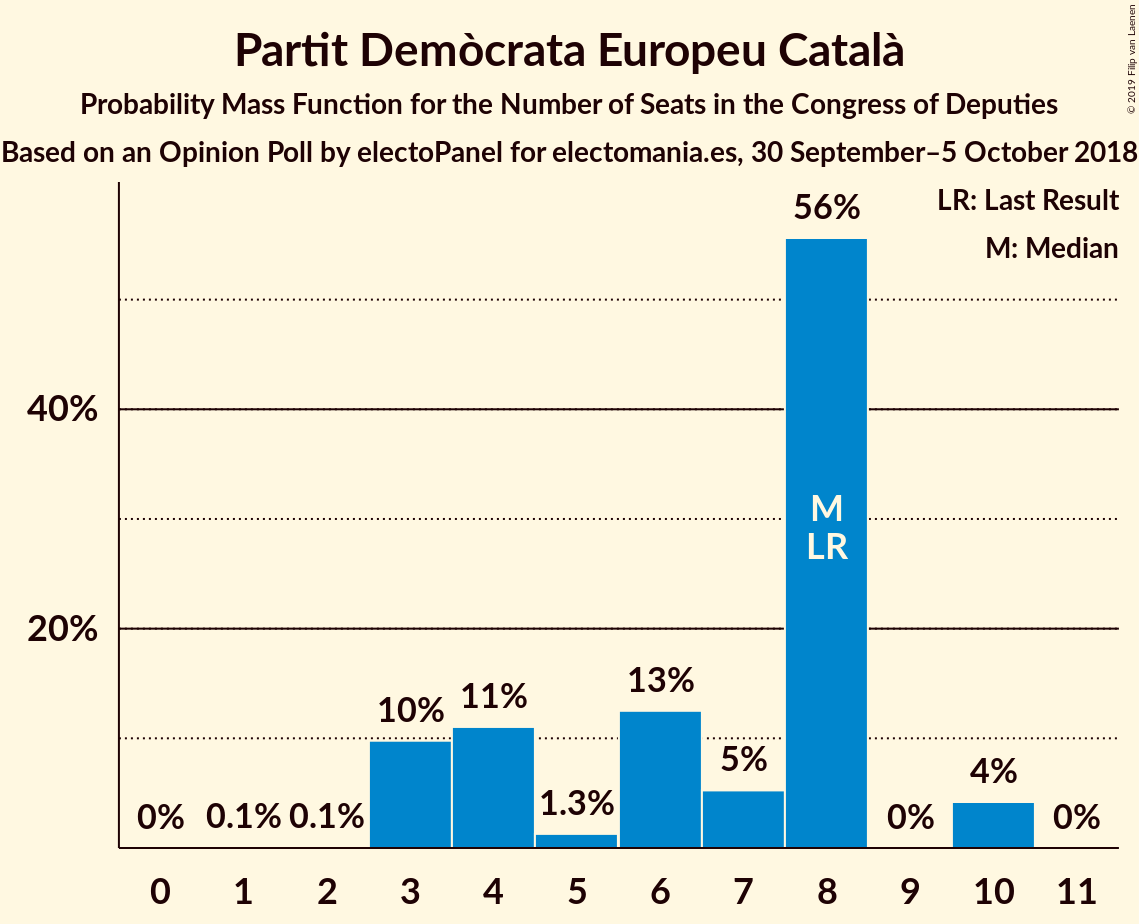 Partit Demòcrata Europeu Català
Probability Mass Function for the Number of Seats in the Congress of Deputies
Based on an Opinion Poll by electoPanel for electomania.es, 30 September–5 October 2018
© 2019 Filip van Laenen
LR: Last Result
M: Median
40%
20%
0%
0.1%
0.1%
10%
11%
1.3%
13%
5%
56%
M
LR
0%
4%
0%
0 1 2 3 4 5 6 7 8 9 10 11